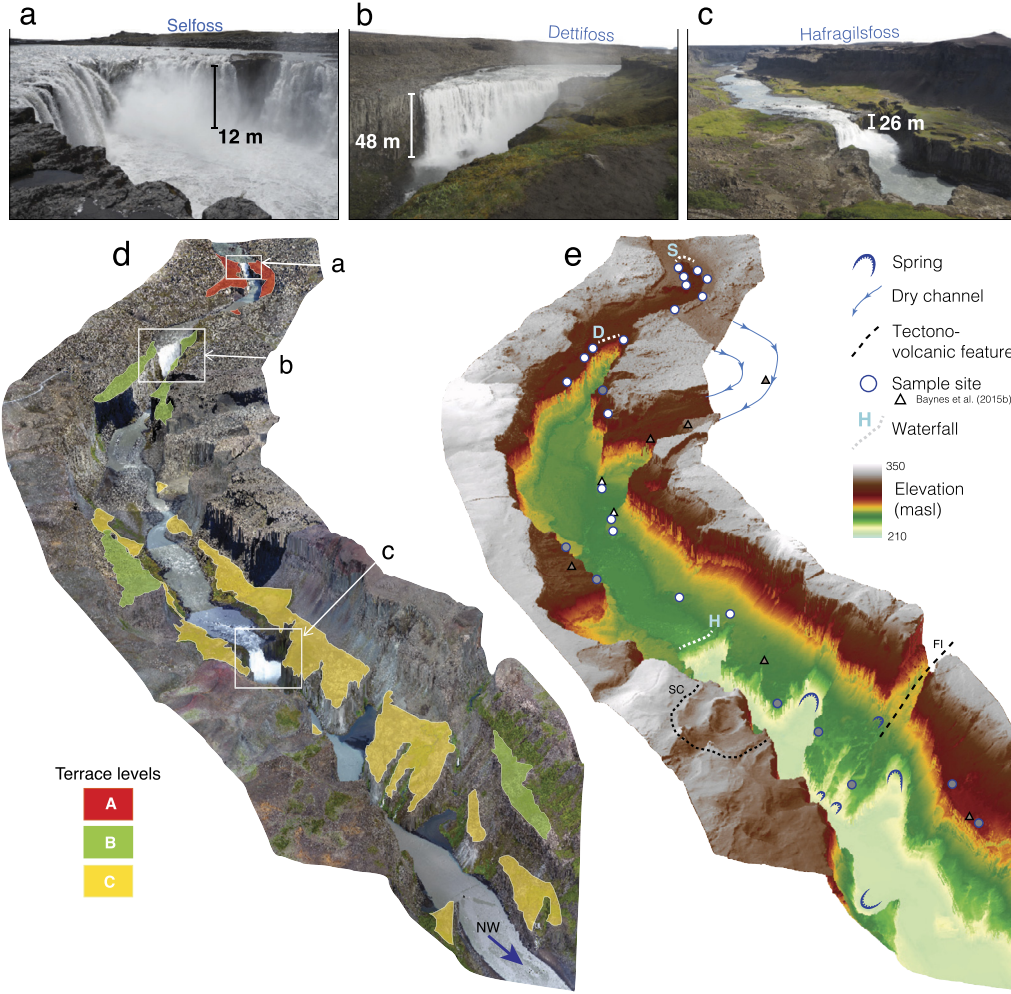 a
Selfoss
12 m
b
Dettifoss
48 m
c
Hafragilsfoss
26 m
d
a
b
c
Terrace levels
A
B
C
NW
e
S
D
H
SC
FI
Spring
Dry channel
Tectono-
volcanic feature
Sample site
Baynes et al. (2015b)
H
Waterfall
350
Elevation
(masl)
210